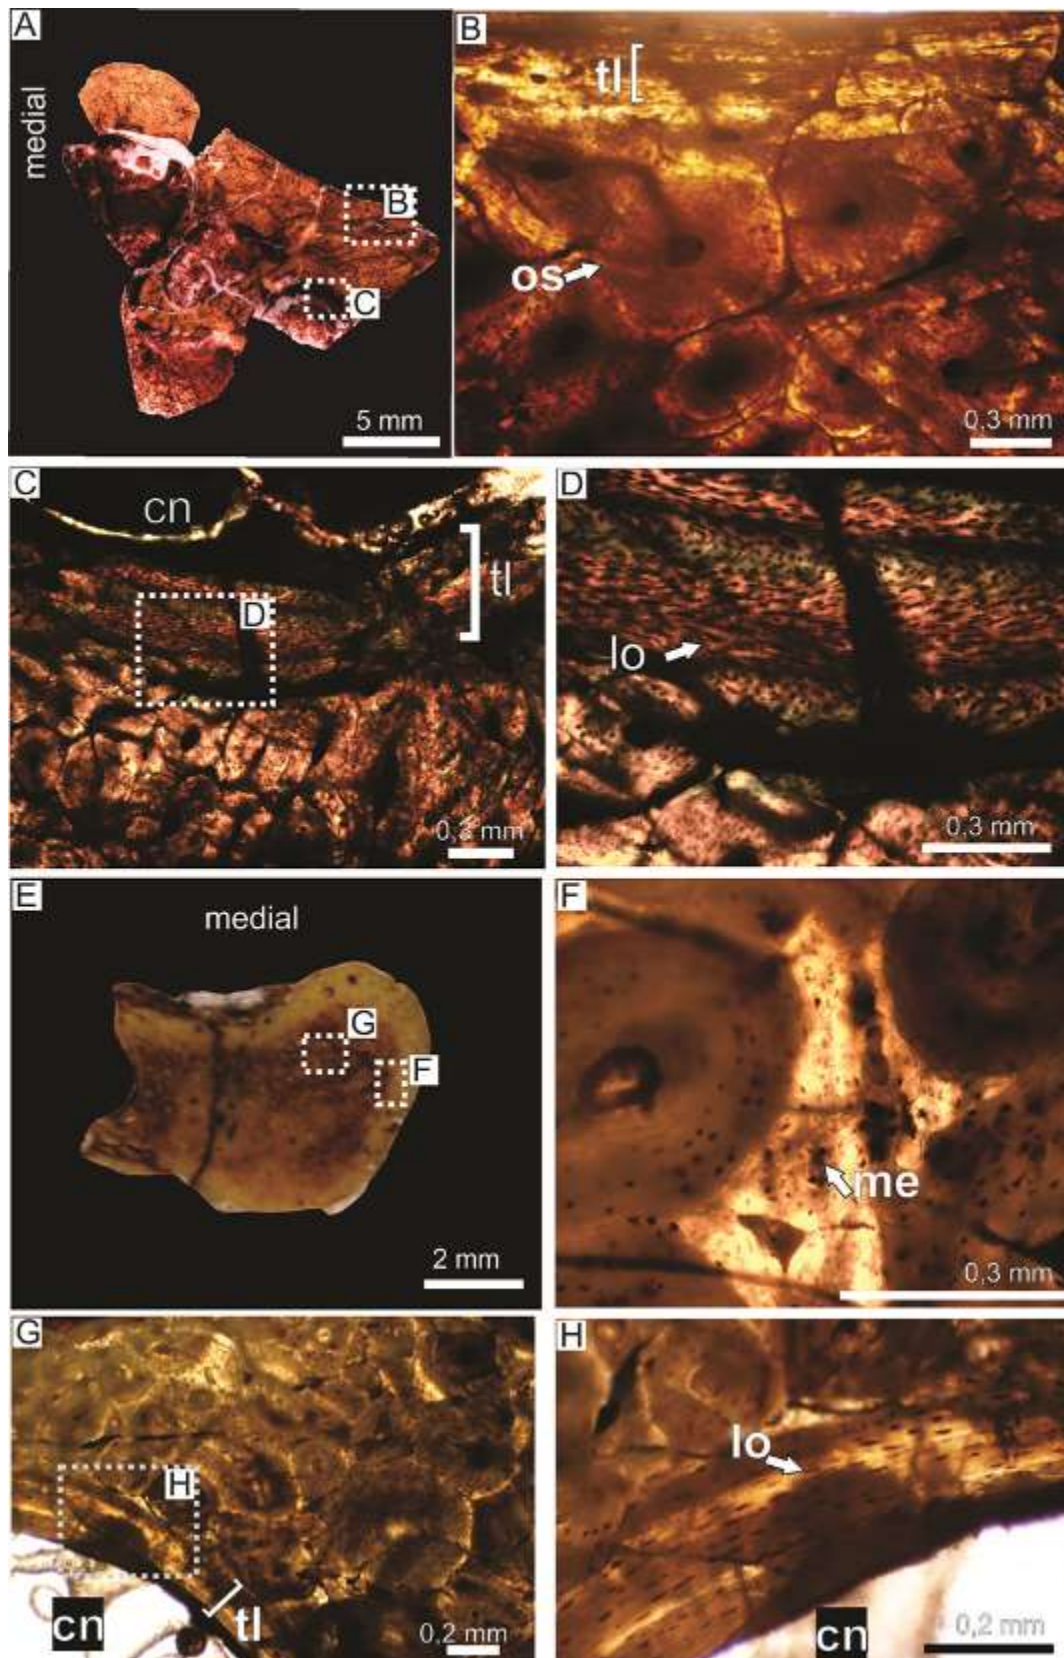 A
medial
B
C
5 mm
B
tl
os
0,3 mm
C
cn
tl
D
0,3 mm
D
lo
0,3 mm
E
medial
G
F
2 mm
F
me
0,3 mm
G
H
cn
tl
0,2 mm
H
lo
cn
0,2 mm